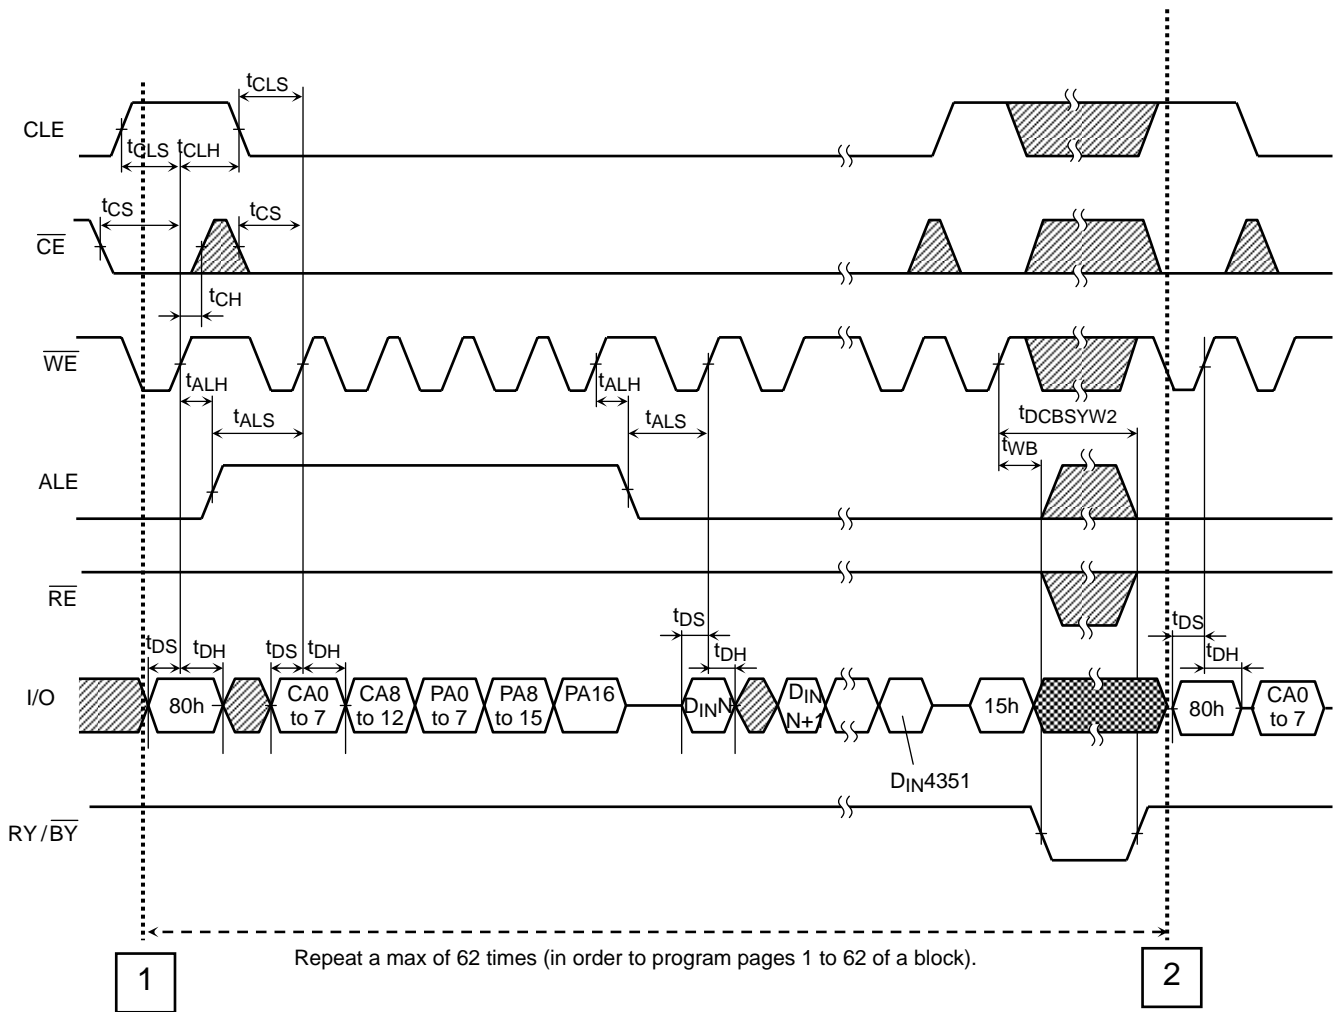 tCLS
CLE
tCLS tCLH
tCS tCS
CE
tCH
WE
tALH tALH
tDCBSYW2
tALS tALS
tWB
ALE
RE
tDS tDS
tDS tDH tDS tDH tDH tDH
I/O
80h
CA0
to 7
CA8
to 12
PA0
to 7
PA8
to 15
PA16
DINN
DIN
N+1
15h
80h
CA0
to 7
DIN4351
RY/BY
Repeat a max of 62 times (in order to program pages 1 to 62 of a block).
1
2